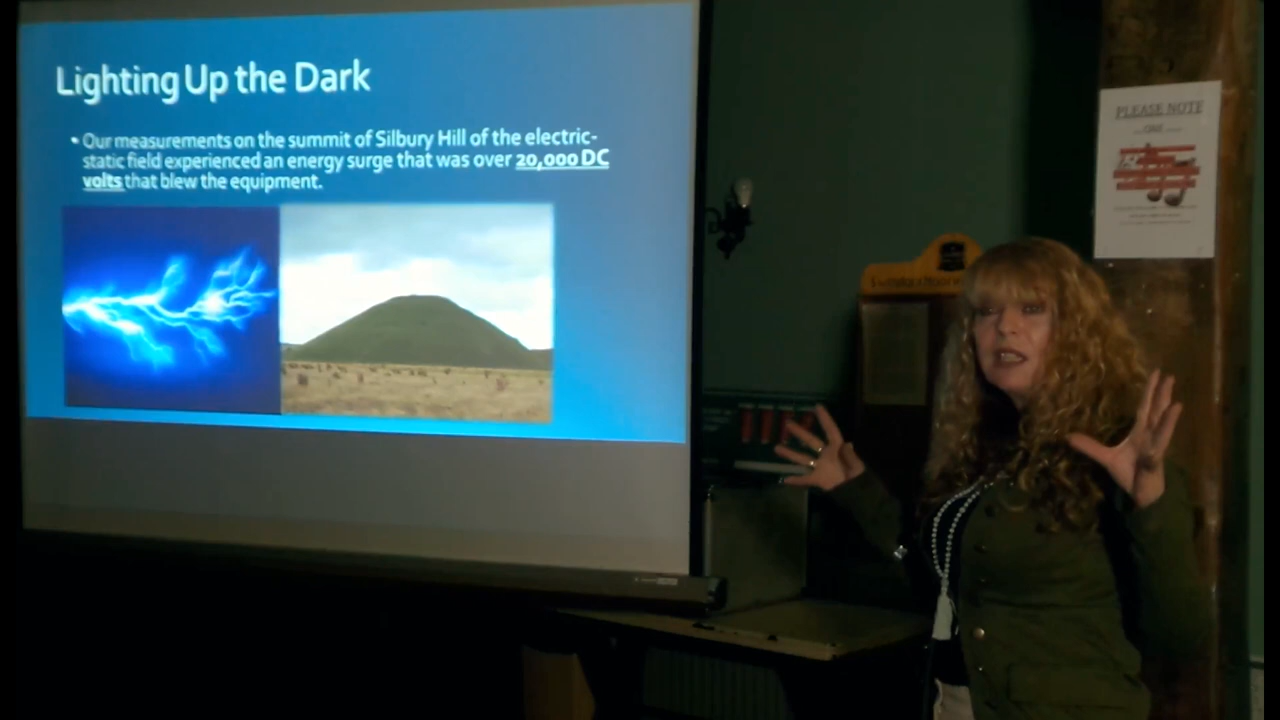 Lighting Up the Dark
• Our measurements on the summit of Silbury Hill of the electric-
static field experienced an energy surge that was over 20,000 DC
volts that blew the equipment.
PLEASE NOTE